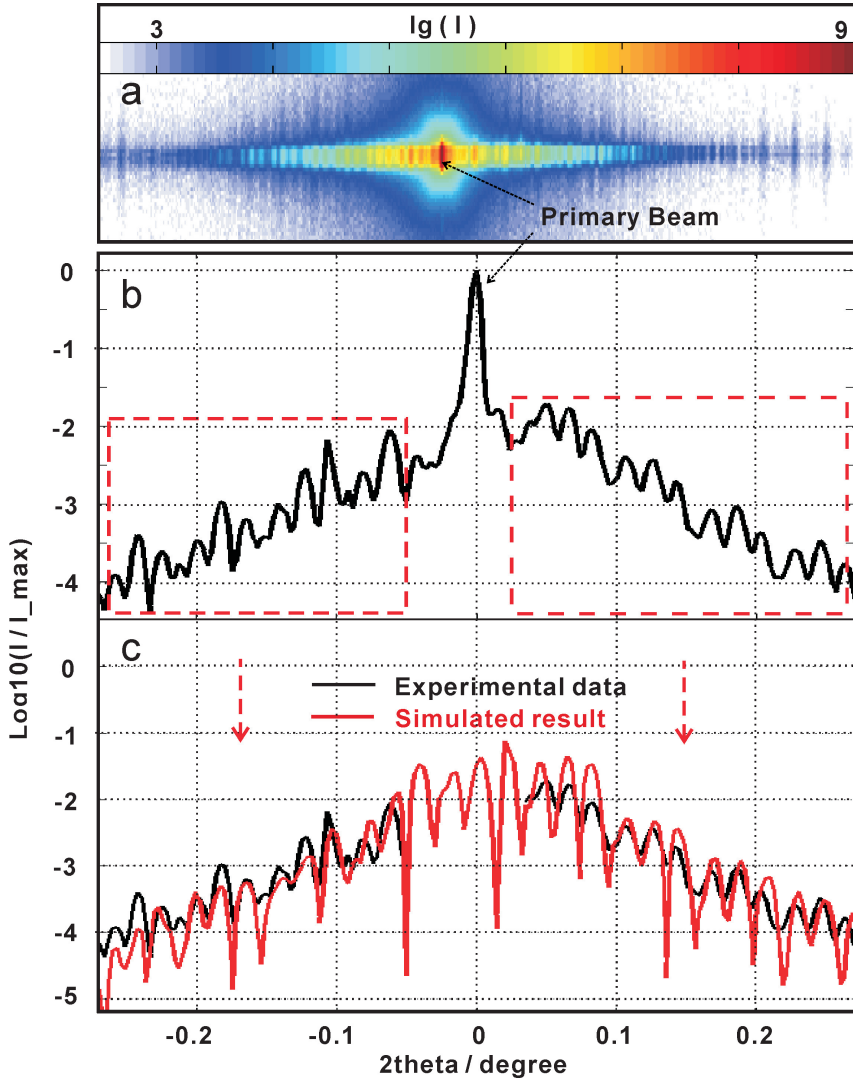 lg ( I )
3
9
a
Primary Beam
b
0
-1
-2
-3
-4
Log10(I / I_max)
c
0
-1
-2
-3
-4
-5
Experimental data
Simulated result
-0.2
-0.1
0
0.1
0.2
2theta / degree